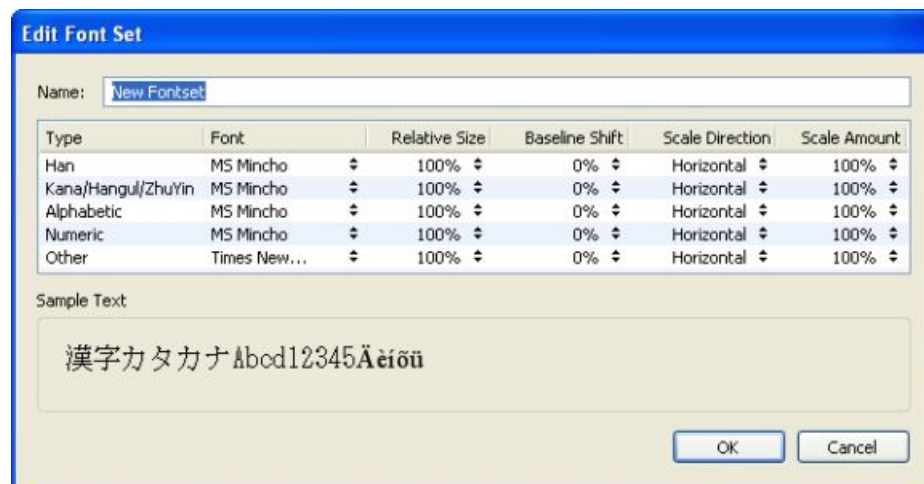 Edit Font Set
Name: New Fontset
Type Font Relative Size Baseline Shift Scale Direction Scale Amount
Han MS Mincho 100% 0% Horizontal 100%
Kana/Hangul/ZhuYin MS Mincho 100% 0% Horizontal 100%
Alphabetic MS Mincho 100% 0% Horizontal 100%
Numeric MS Mincho 100% 0% Horizontal 100%
Other Times New... 100% 0% Horizontal 100%
Sample Text
漢字カタカナAbcd12345Äèíõü
OK Cancel